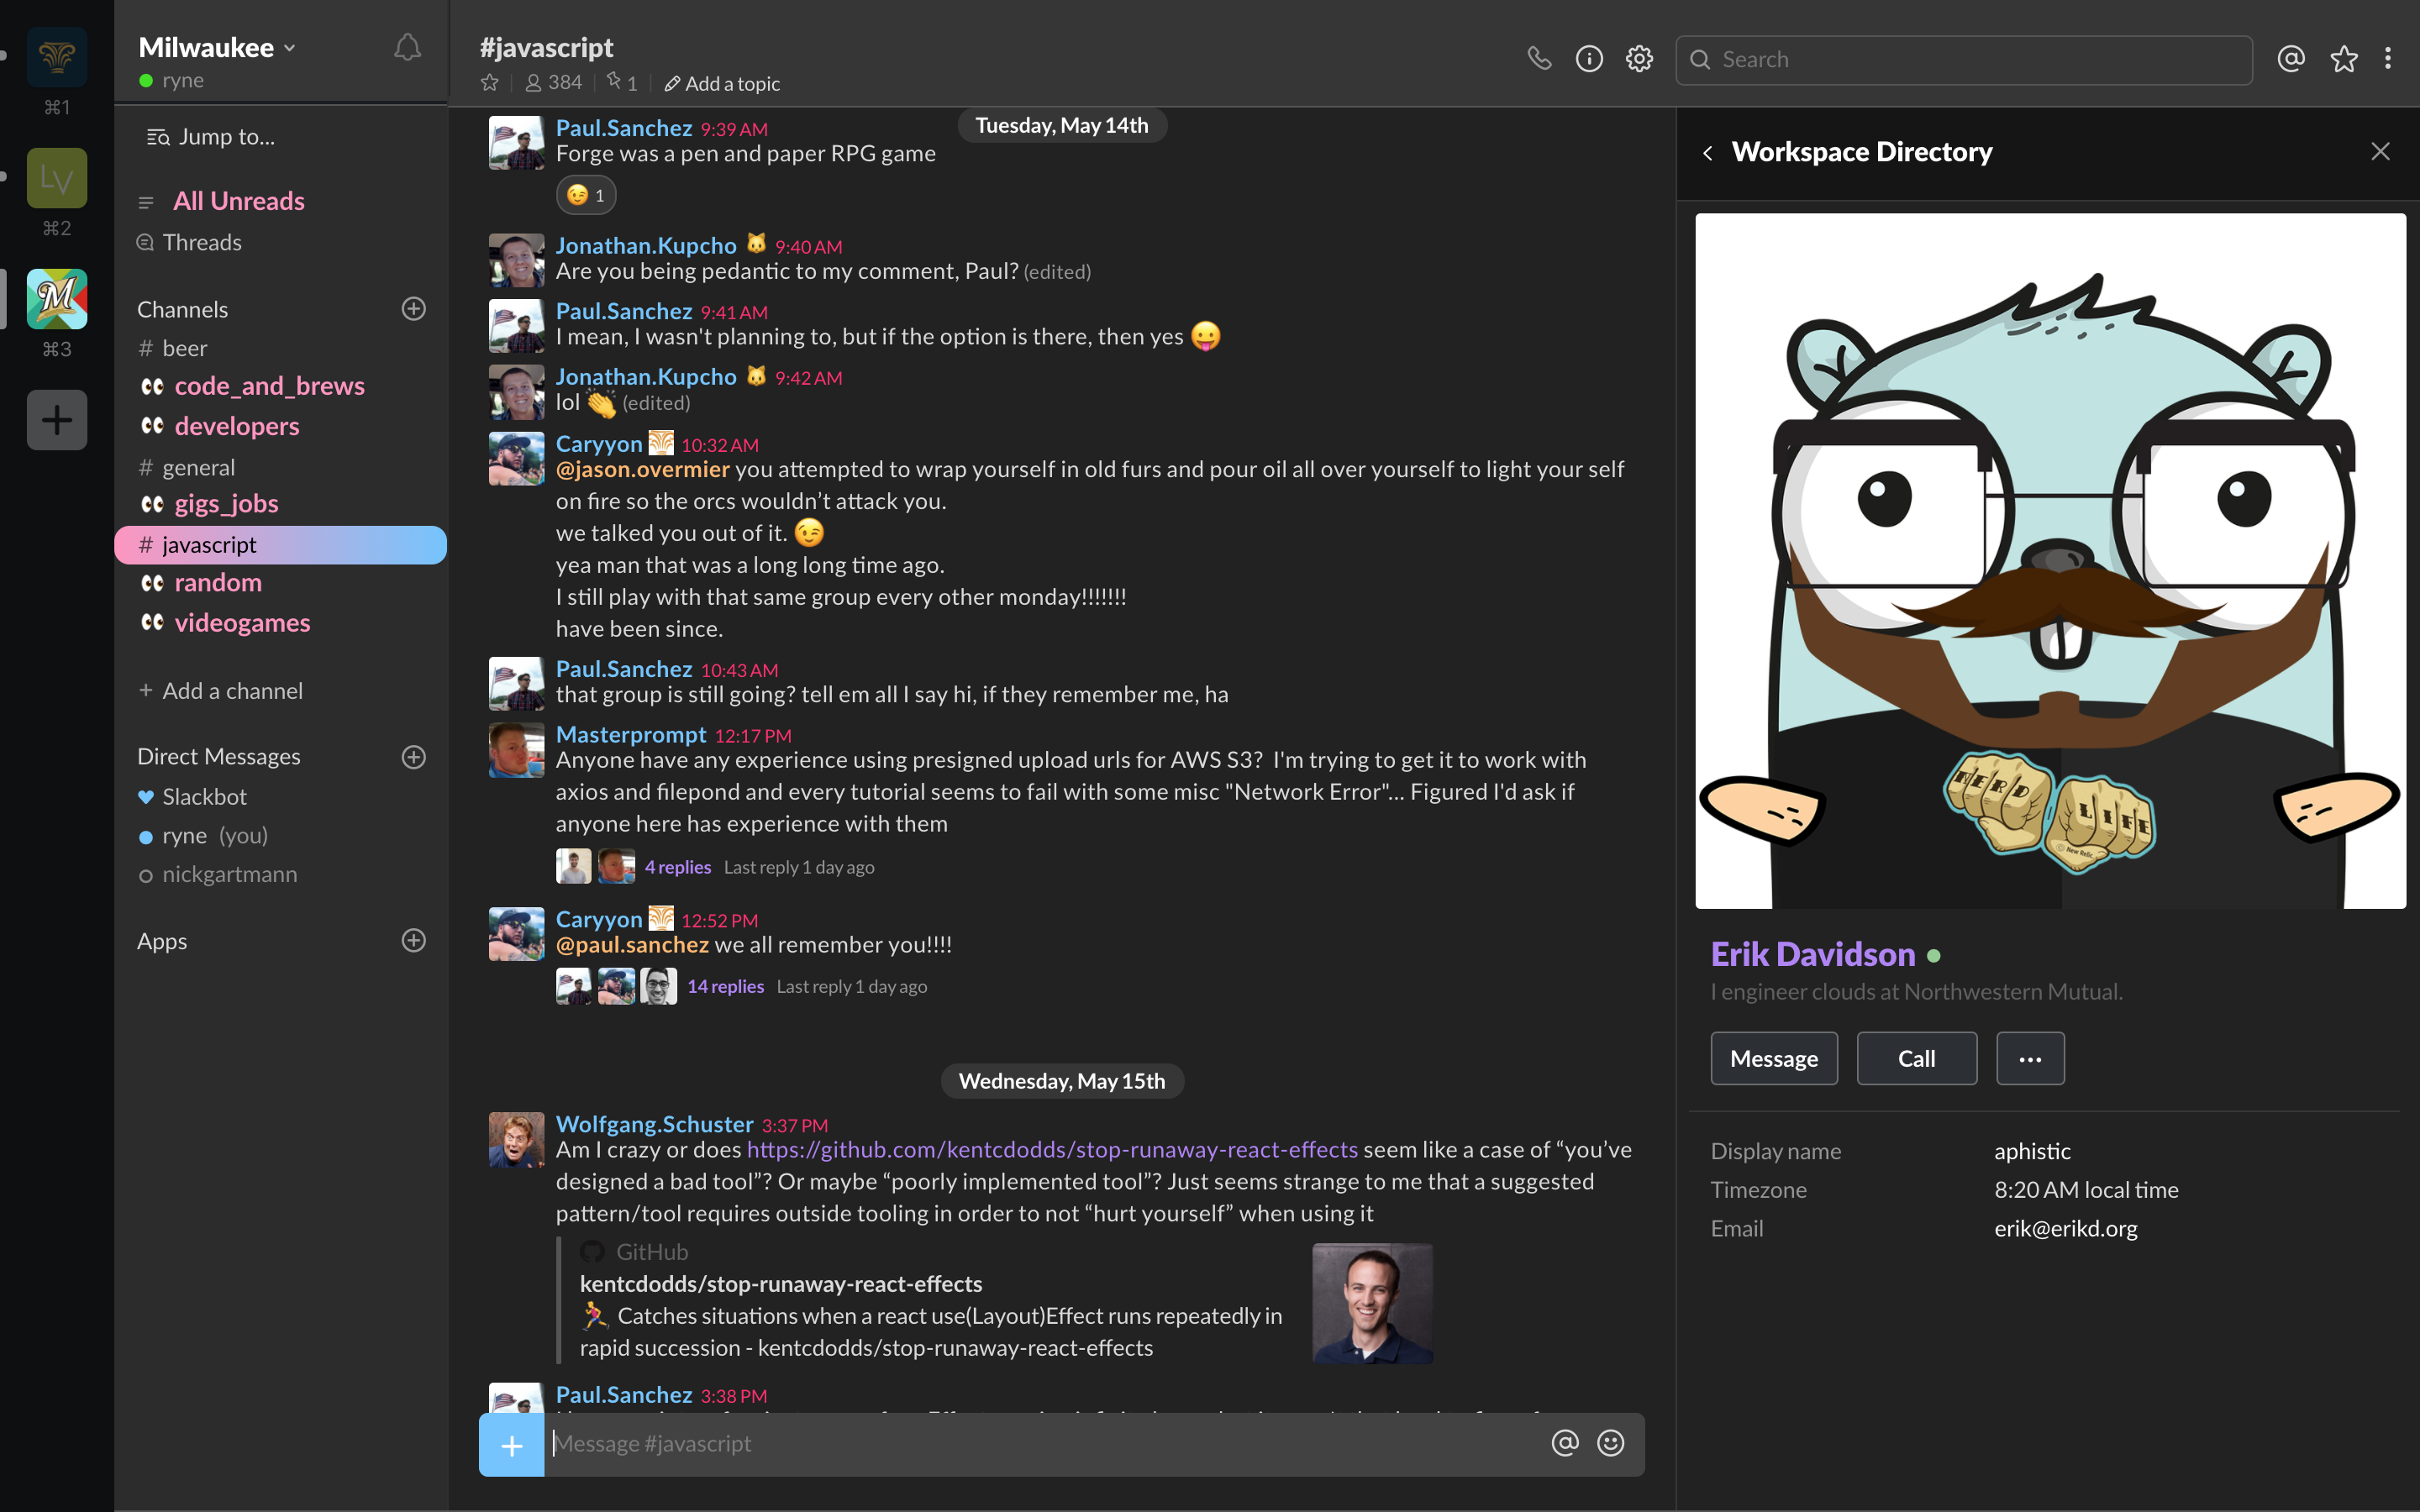 ⌘1
LV
⌘2
M
⌘3
Milwaukee
ryne
Jump to...
All Unreads
Threads
Channels
# beer
code_and_brews
developers
# general
gigs_jobs
# javascript
random
videogames
+ Add a channel
Direct Messages
Slackbot
ryne (you)
nickgartmann
Apps
#javascript
384 1 Add a topic
Search
Tuesday, May 14th
Paul.Sanchez 9:39 AM
Forge was a pen and paper RPG game
😉 1
Jonathan.Kupcho 🐱 9:40 AM
Are you being pedantic to my comment, Paul? (edited)
Paul.Sanchez 9:41 AM
I mean, I wasn't planning to, but if the option is there, then yes 😛
Jonathan.Kupcho 🐱 9:42 AM
lol 👏 (edited)
Caryyon 10:32 AM
@jason.overmier you attempted to wrap yourself in old furs and pour oil all over yourself to light your self
on fire so the orcs wouldn’t attack you.
we talked you out of it. 😉
yea man that was a long long time ago.
I still play with that same group every other monday!!!!!!!
have been since.
Paul.Sanchez 10:43 AM
that group is still going? tell em all I say hi, if they remember me, ha
Masterprompt 12:17 PM
Anyone have any experience using presigned upload urls for AWS S3? I'm trying to get it to work with
axios and filepond and every tutorial seems to fail with some misc "Network Error"... Figured I'd ask if
anyone here has experience with them
4 replies Last reply 1 day ago
Caryyon 12:52 PM
@paul.sanchez we all remember you!!!!
14 replies Last reply 1 day ago
Wednesday, May 15th
Wolfgang.Schuster 3:37 PM
Am I crazy or does https://github.com/kentcdodds/stop-runaway-react-effects seem like a case of “you’ve
designed a bad tool”? Or maybe “poorly implemented tool”? Just seems strange to me that a suggested
pattern/tool requires outside tooling in order to not “hurt yourself” when using it
GitHub
kentcdodds/stop-runaway-react-effects
🏃 Catches situations when a react use(Layout)Effect runs repeatedly in
rapid succession - kentcdodds/stop-runaway-react-effects
Paul.Sanchez 3:38 PM
Message #javascript
Workspace Directory
NERD
LIFE
New Relic
Erik Davidson
I engineer clouds at Northwestern Mutual.
Message
Call
...
Display name aphistic
Timezone 8:20 AM local time
Email erik@erikd.org